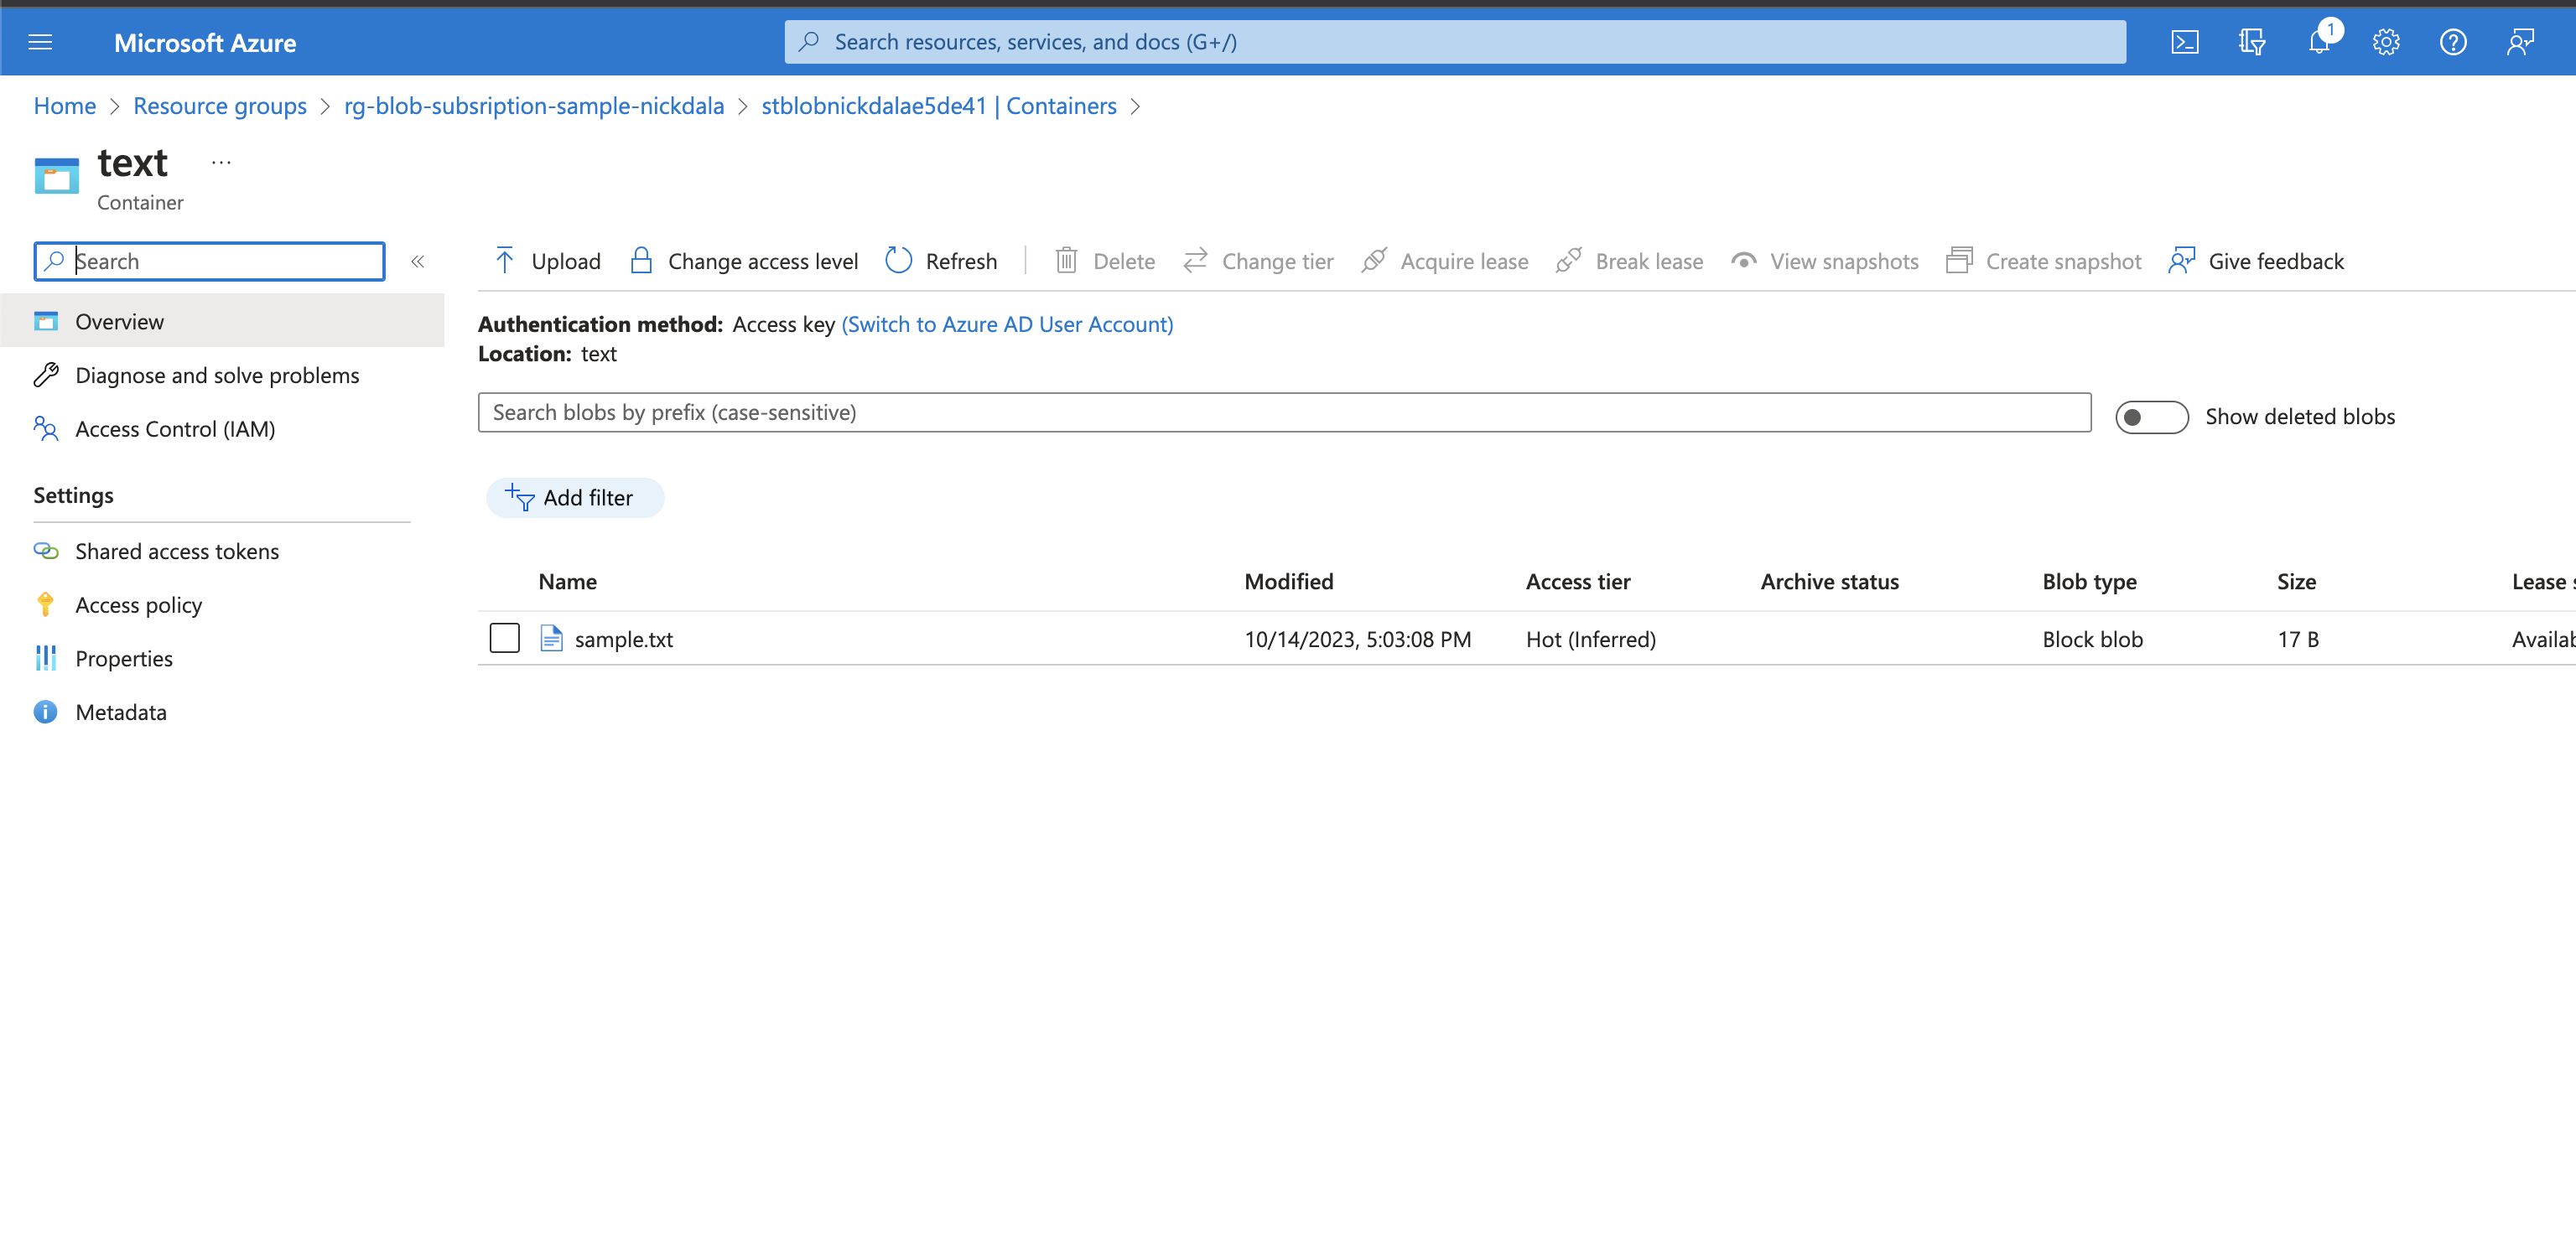 Microsoft Azure
Search resources, services, and docs (G+/)
1
Home > Resource groups > rg-blob-subsription-sample-nickdala > stblobnickdalae5de41 | Containers >
text ...
Container
Search «
Upload Change access level Refresh Delete Change tier Acquire lease Break lease View snapshots Create snapshot Give feedback
Overview
Diagnose and solve problems
Access Control (IAM)
Settings
Shared access tokens
Access policy
Properties
Metadata
Authentication method: Access key (Switch to Azure AD User Account)
Location: text
Search blobs by prefix (case-sensitive)
Show deleted blobs
Add filter
Name Modified Access tier Archive status Blob type Size Lease
sample.txt 10/14/2023, 5:03:08 PM Hot (Inferred) Block blob 17 B